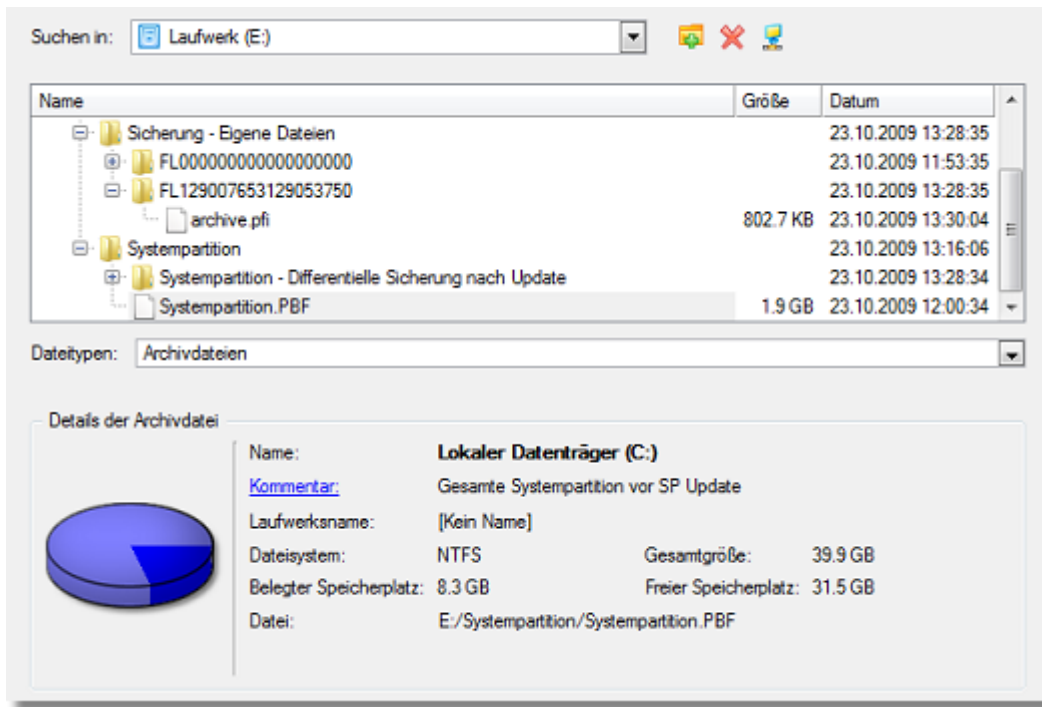 Suchen in: Laufwerk (E:)
Name Größe Datum
Sicherung - Eigene Dateien 23.10.2009 13:28:35
FL000000000000000000 23.10.2009 11:53:35
FL129007653129053750 23.10.2009 13:28:35
archive.pfi 802.7 KB 23.10.2009 13:30:04
Systempartition 23.10.2009 13:16:06
Systempartition - Differentielle Sicherung nach Update 23.10.2009 13:28:34
Systempartition.PBF 1.9 GB 23.10.2009 12:00:34
Dateitypen: Archivdateien
Details der Archivdatei
Name: Lokaler Datenträger (C:)
Kommentar: Gesamte Systempartition vor SP Update
Laufwerksname: [Kein Name]
Dateisystem: NTFS Gesamtgröße: 39.9 GB
Belegter Speicherplatz: 8.3 GB Freier Speicherplatz: 31.5 GB
Datei: E:/Systempartition/Systempartition.PBF